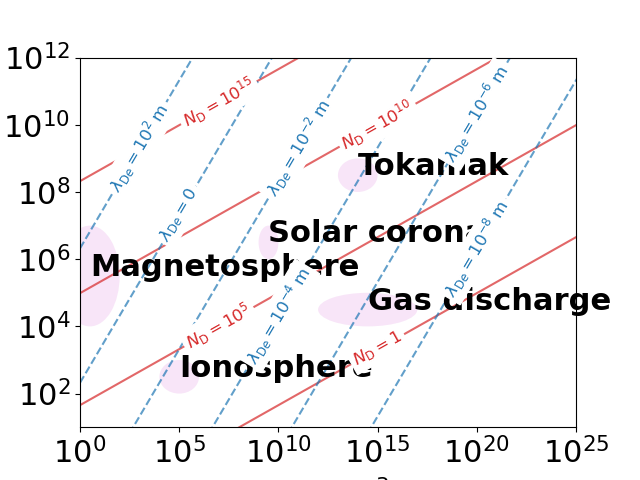 10¹²
N_D = 10¹⁵
λ_De = 10⁻⁶ m
λ_De = 10² m
N_D = 10¹⁰
λ_De = 10⁻² m
10¹⁰
Tokamak
10⁸
λ_De = 0
Solar corona
λ_De = 10⁻⁸ m
10⁶
Magnetosphere
λ_De = 10⁻⁴ m
Gas discharge
10⁴
N_D = 10⁵
N_D = 1
Ionosphere
10²
10⁰ 10⁵ 10¹⁰ 10¹⁵ 10²⁰ 10²⁵